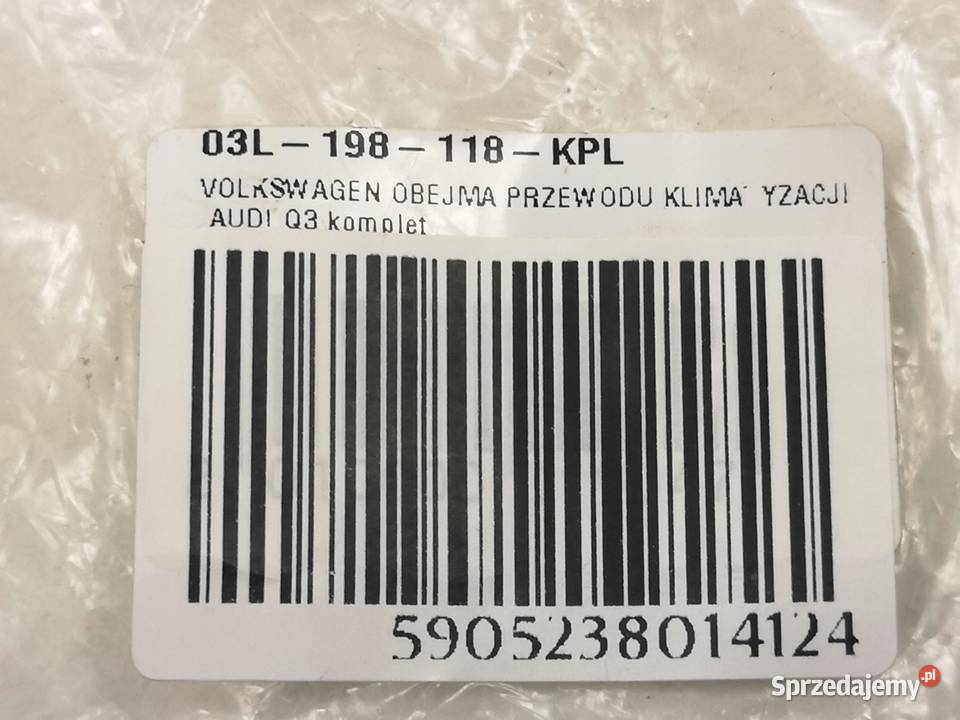 03L-198-118-KPL
VOLKSWAGEN OBEJMA PRZEWODU KLIMA YZACJI
AUDI Q3 komplet
5905238014124
Sprzedajemy.pl